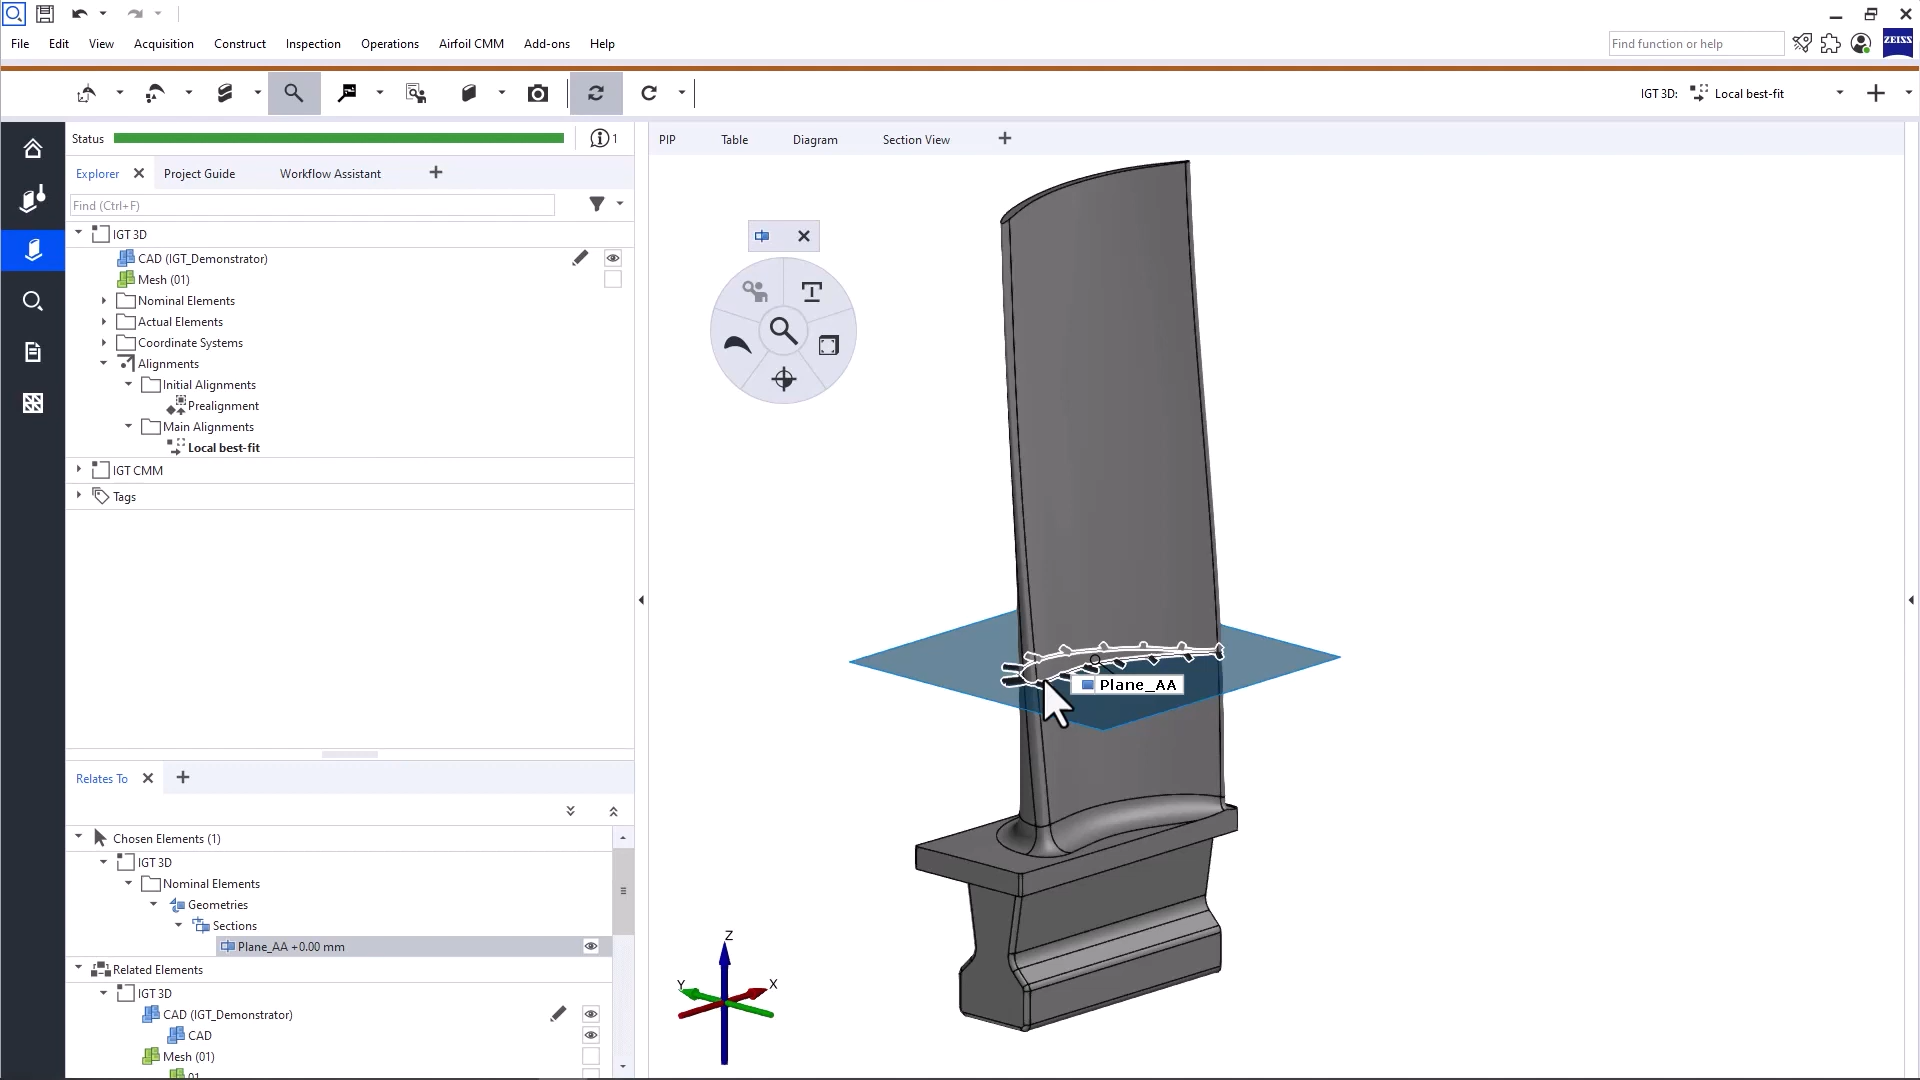 File Edit View Acquisition Construct Inspection Operations Airfoil CMM Add-ons Help
Find function or help
ZEISS
IGT 3D: Local best-fit
Status 1
PIP Table Diagram Section View
Explorer Project Guide Workflow Assistant
Find (Ctrl+F)
IGT 3D
CAD (IGT_Demonstrator)
Mesh (01)
Nominal Elements
Actual Elements
Coordinate Systems
Alignments
Initial Alignments
Prealignment
Main Alignments
Local best-fit
IGT CMM
Tags
Plane_AA
Relates To
Chosen Elements (1)
IGT 3D
Nominal Elements
Geometries
Sections
Plane_AA +0.00 mm
Related Elements
IGT 3D
CAD (IGT_Demonstrator)
CAD
Mesh (01)
01
Z
Y
X